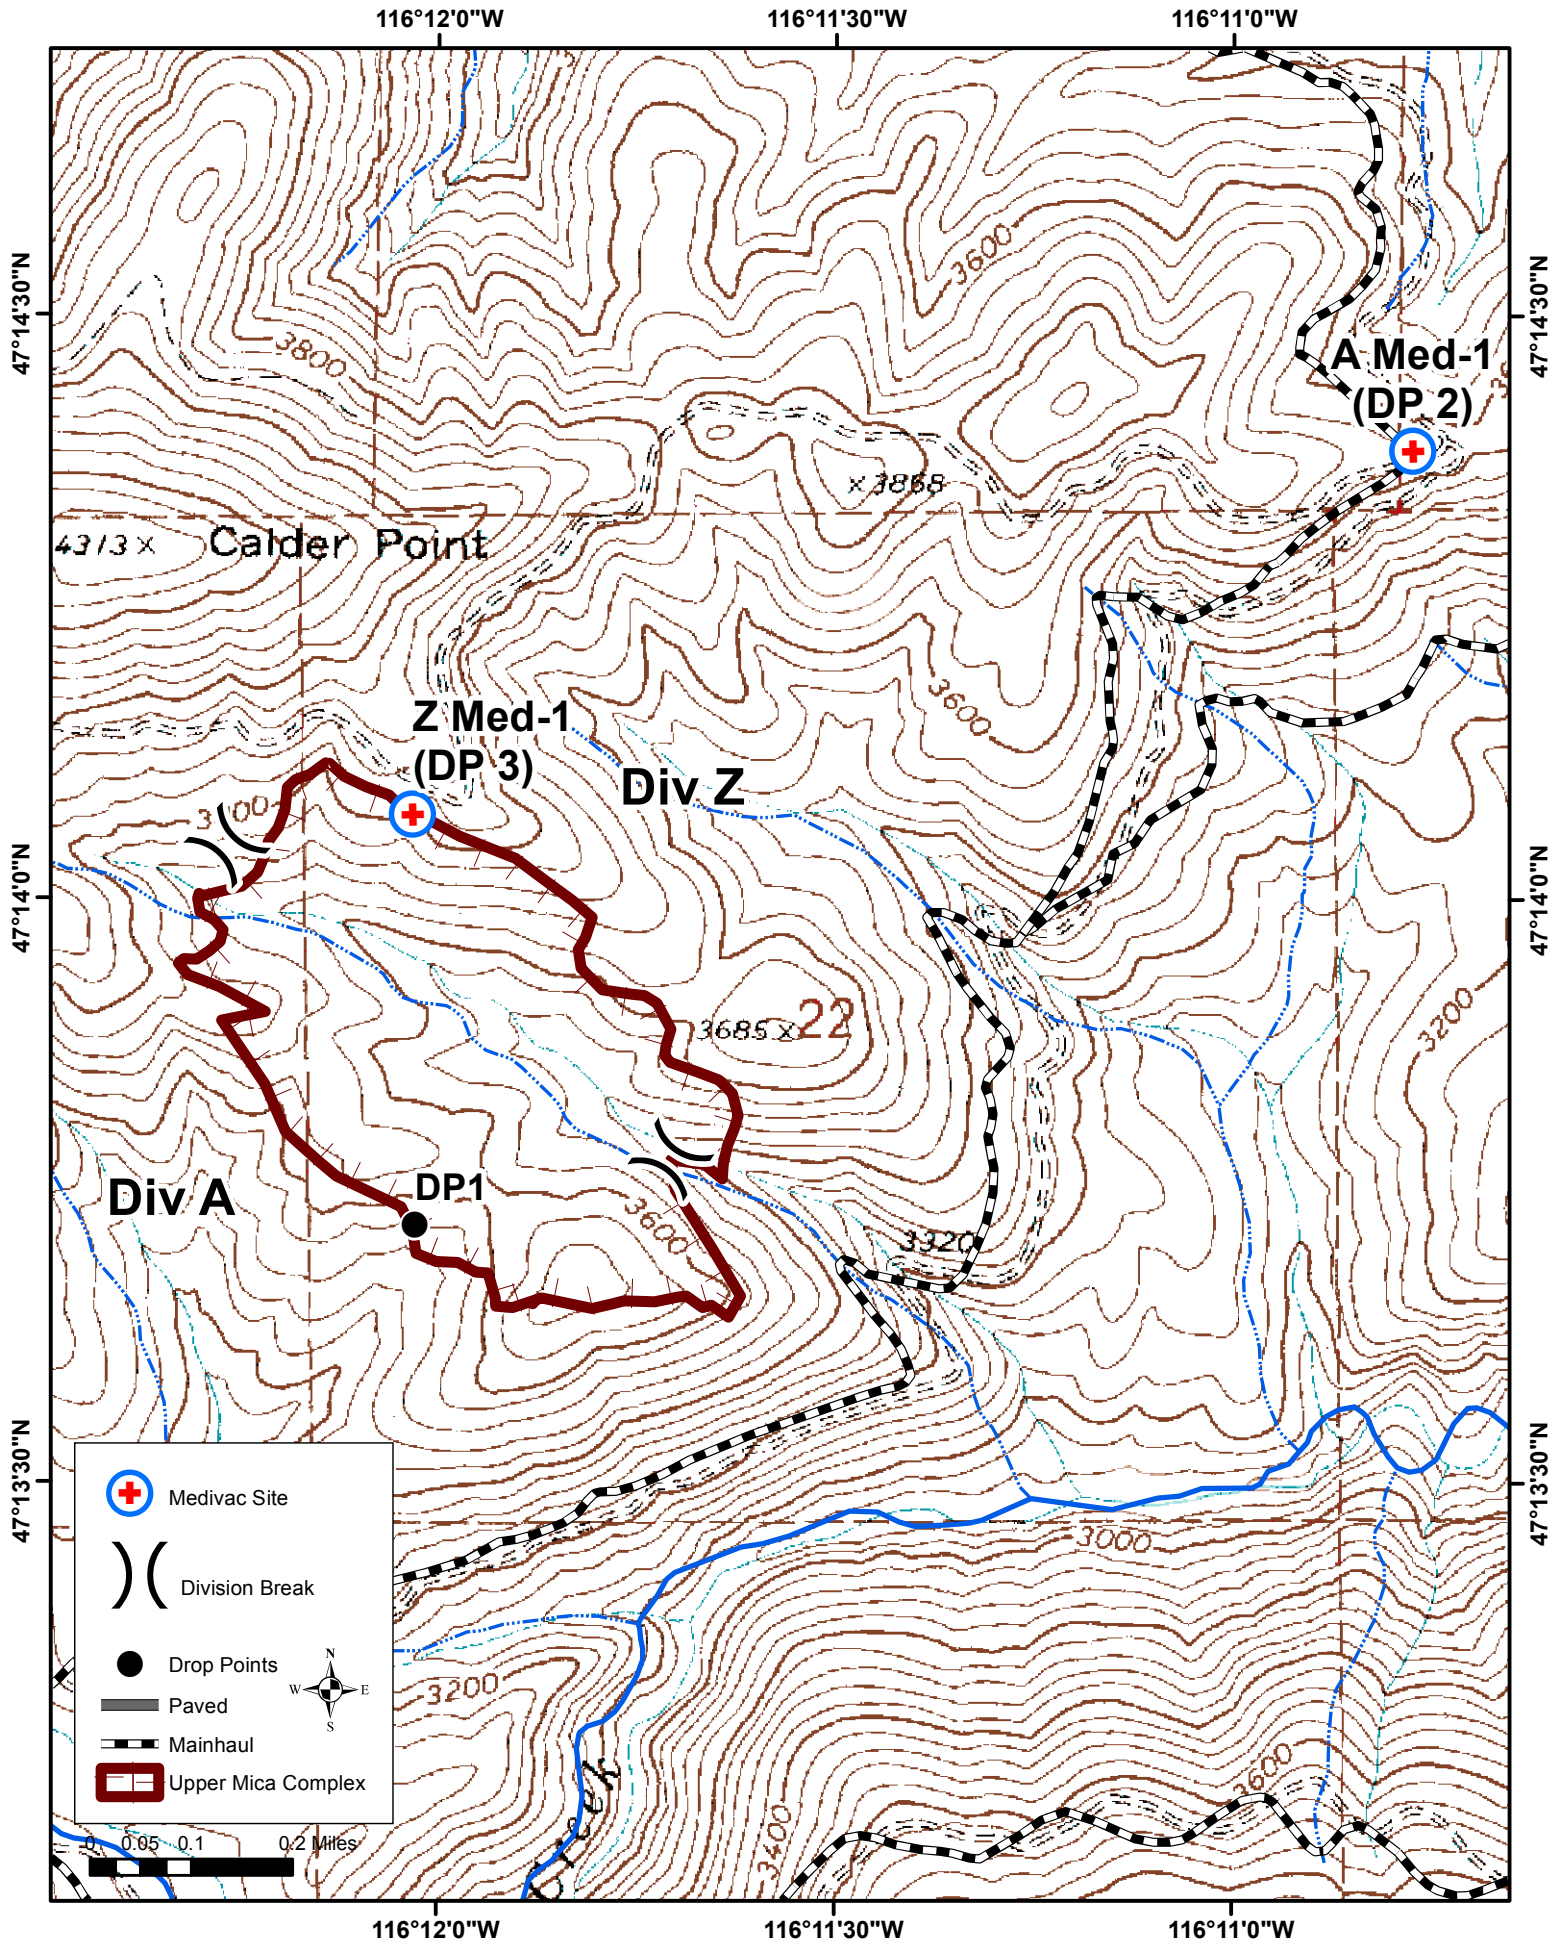 116°12'0"W
116°11'30"W
116°11'0"W
47°14'30"N
47°14'30"N
3600
3800
A Med-1
(DP 2)
×3868
4313×
Calder Point
3600
Z Med-1
(DP 3)
Div Z
47°14'0"N
47°14'0"N
3685×
22
3200
Div A
DP1
3600
3320
47°13'30"N
47°13'30"N
3000
Medivac Site
Division Break
Drop Points
N
W
E
S
Paved
Mainhaul
Upper Mica Complex
3200
3600
3400
Creek
0
0.05
0.1
0.2 Miles
116°12'0"W
116°11'30"W
116°11'0"W